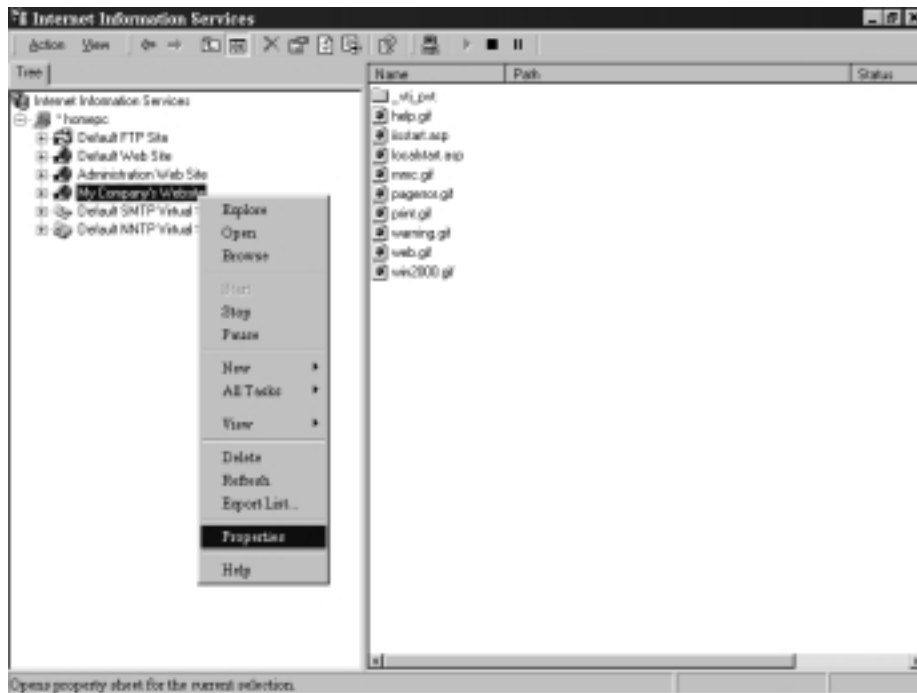 Internet Information Services
Action View
Tree
Name Path Status
Internet Information Services
* homepc
Default FTP Site
Default Web Site
Administration Web Site
My Company's Website
Default SMTP Virtual
Default NNTP Virtual
Explore
Open
Browse
Start
Stop
Pause
New
All Tasks
View
Delete
Refresh
Export List...
Properties
Help
_vti_pvt
help.gif
iisstart.asp
localstart.asp
mmc.gif
pagerror.gif
print.gif
warning.gif
web.gif
win2000.gif
Opens property sheet for the current selection.